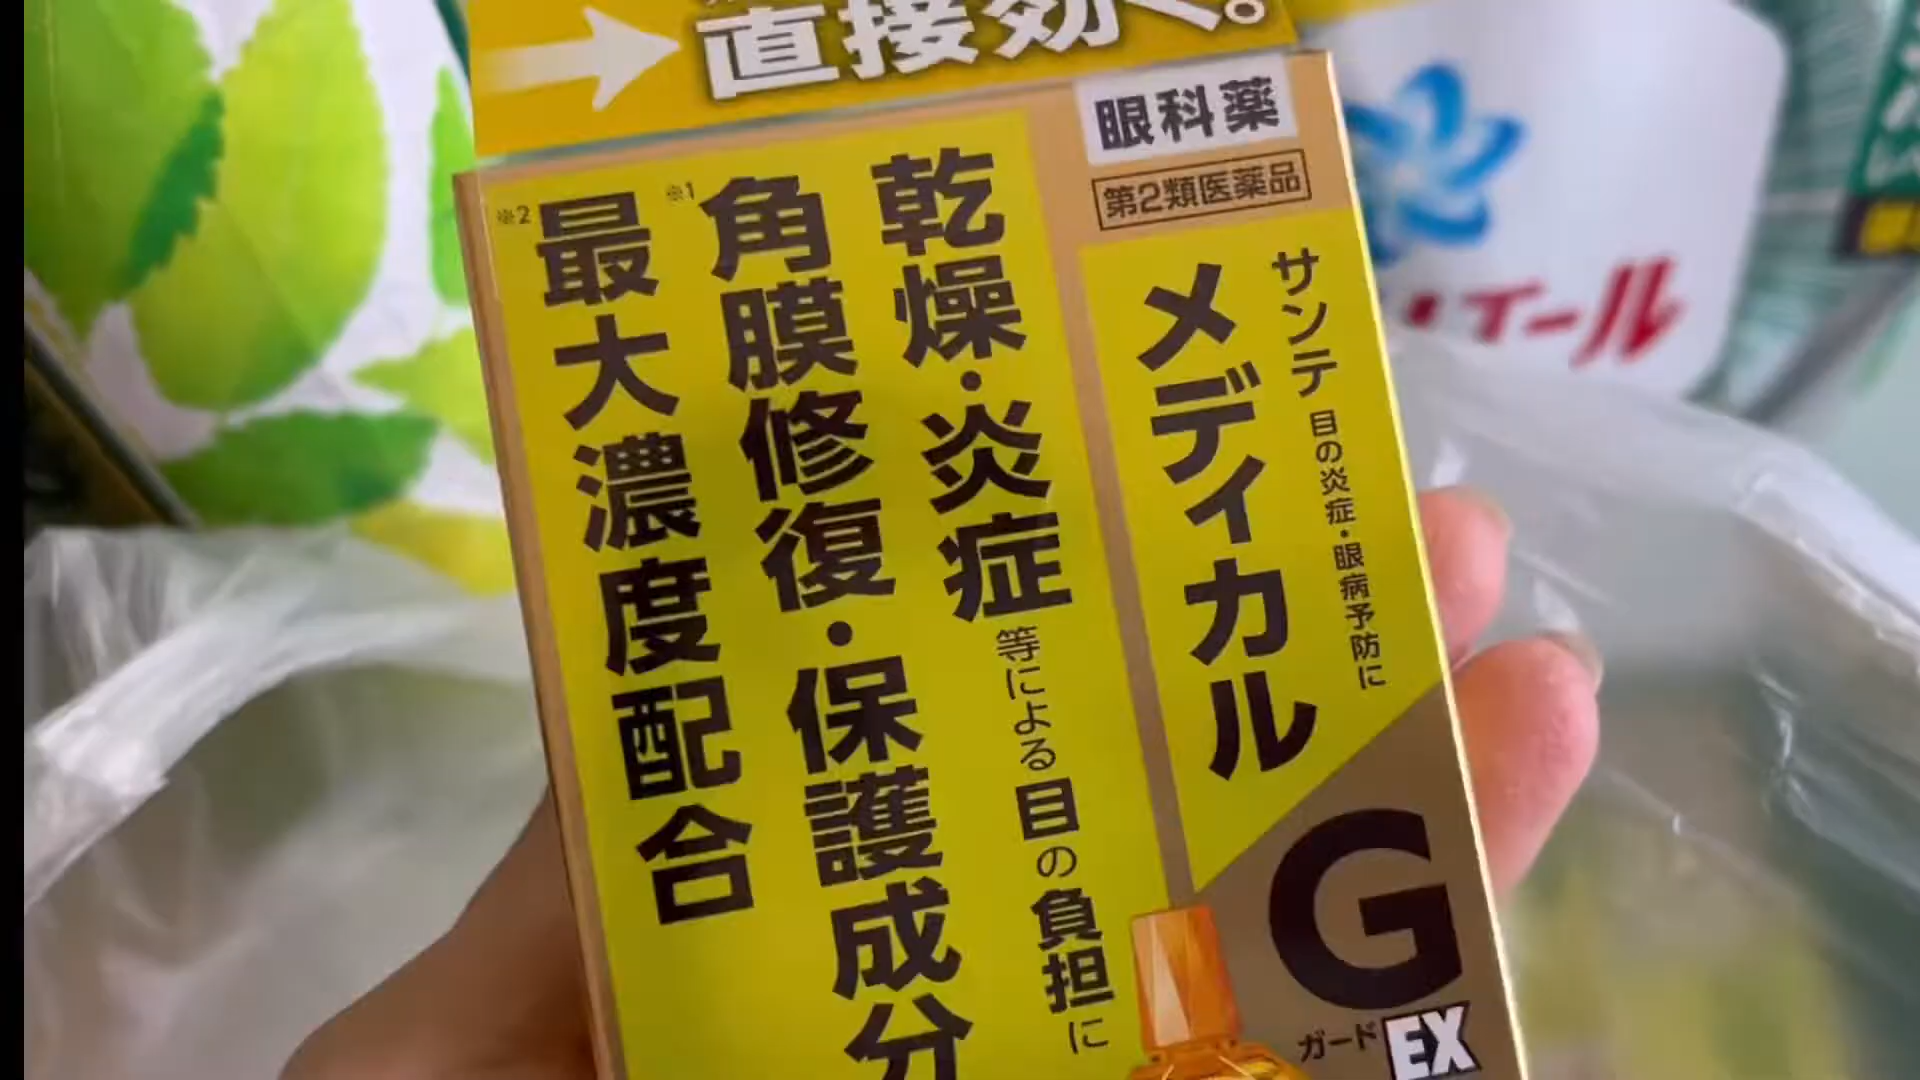 直接効く。
眼科薬
第2類医薬品
サンテ
目の炎症・眼病予防に
メディカル
G
ガード
EX
乾燥・炎症等による目の負担に
※1
角膜修復・保護成分
※2
最大濃度配合